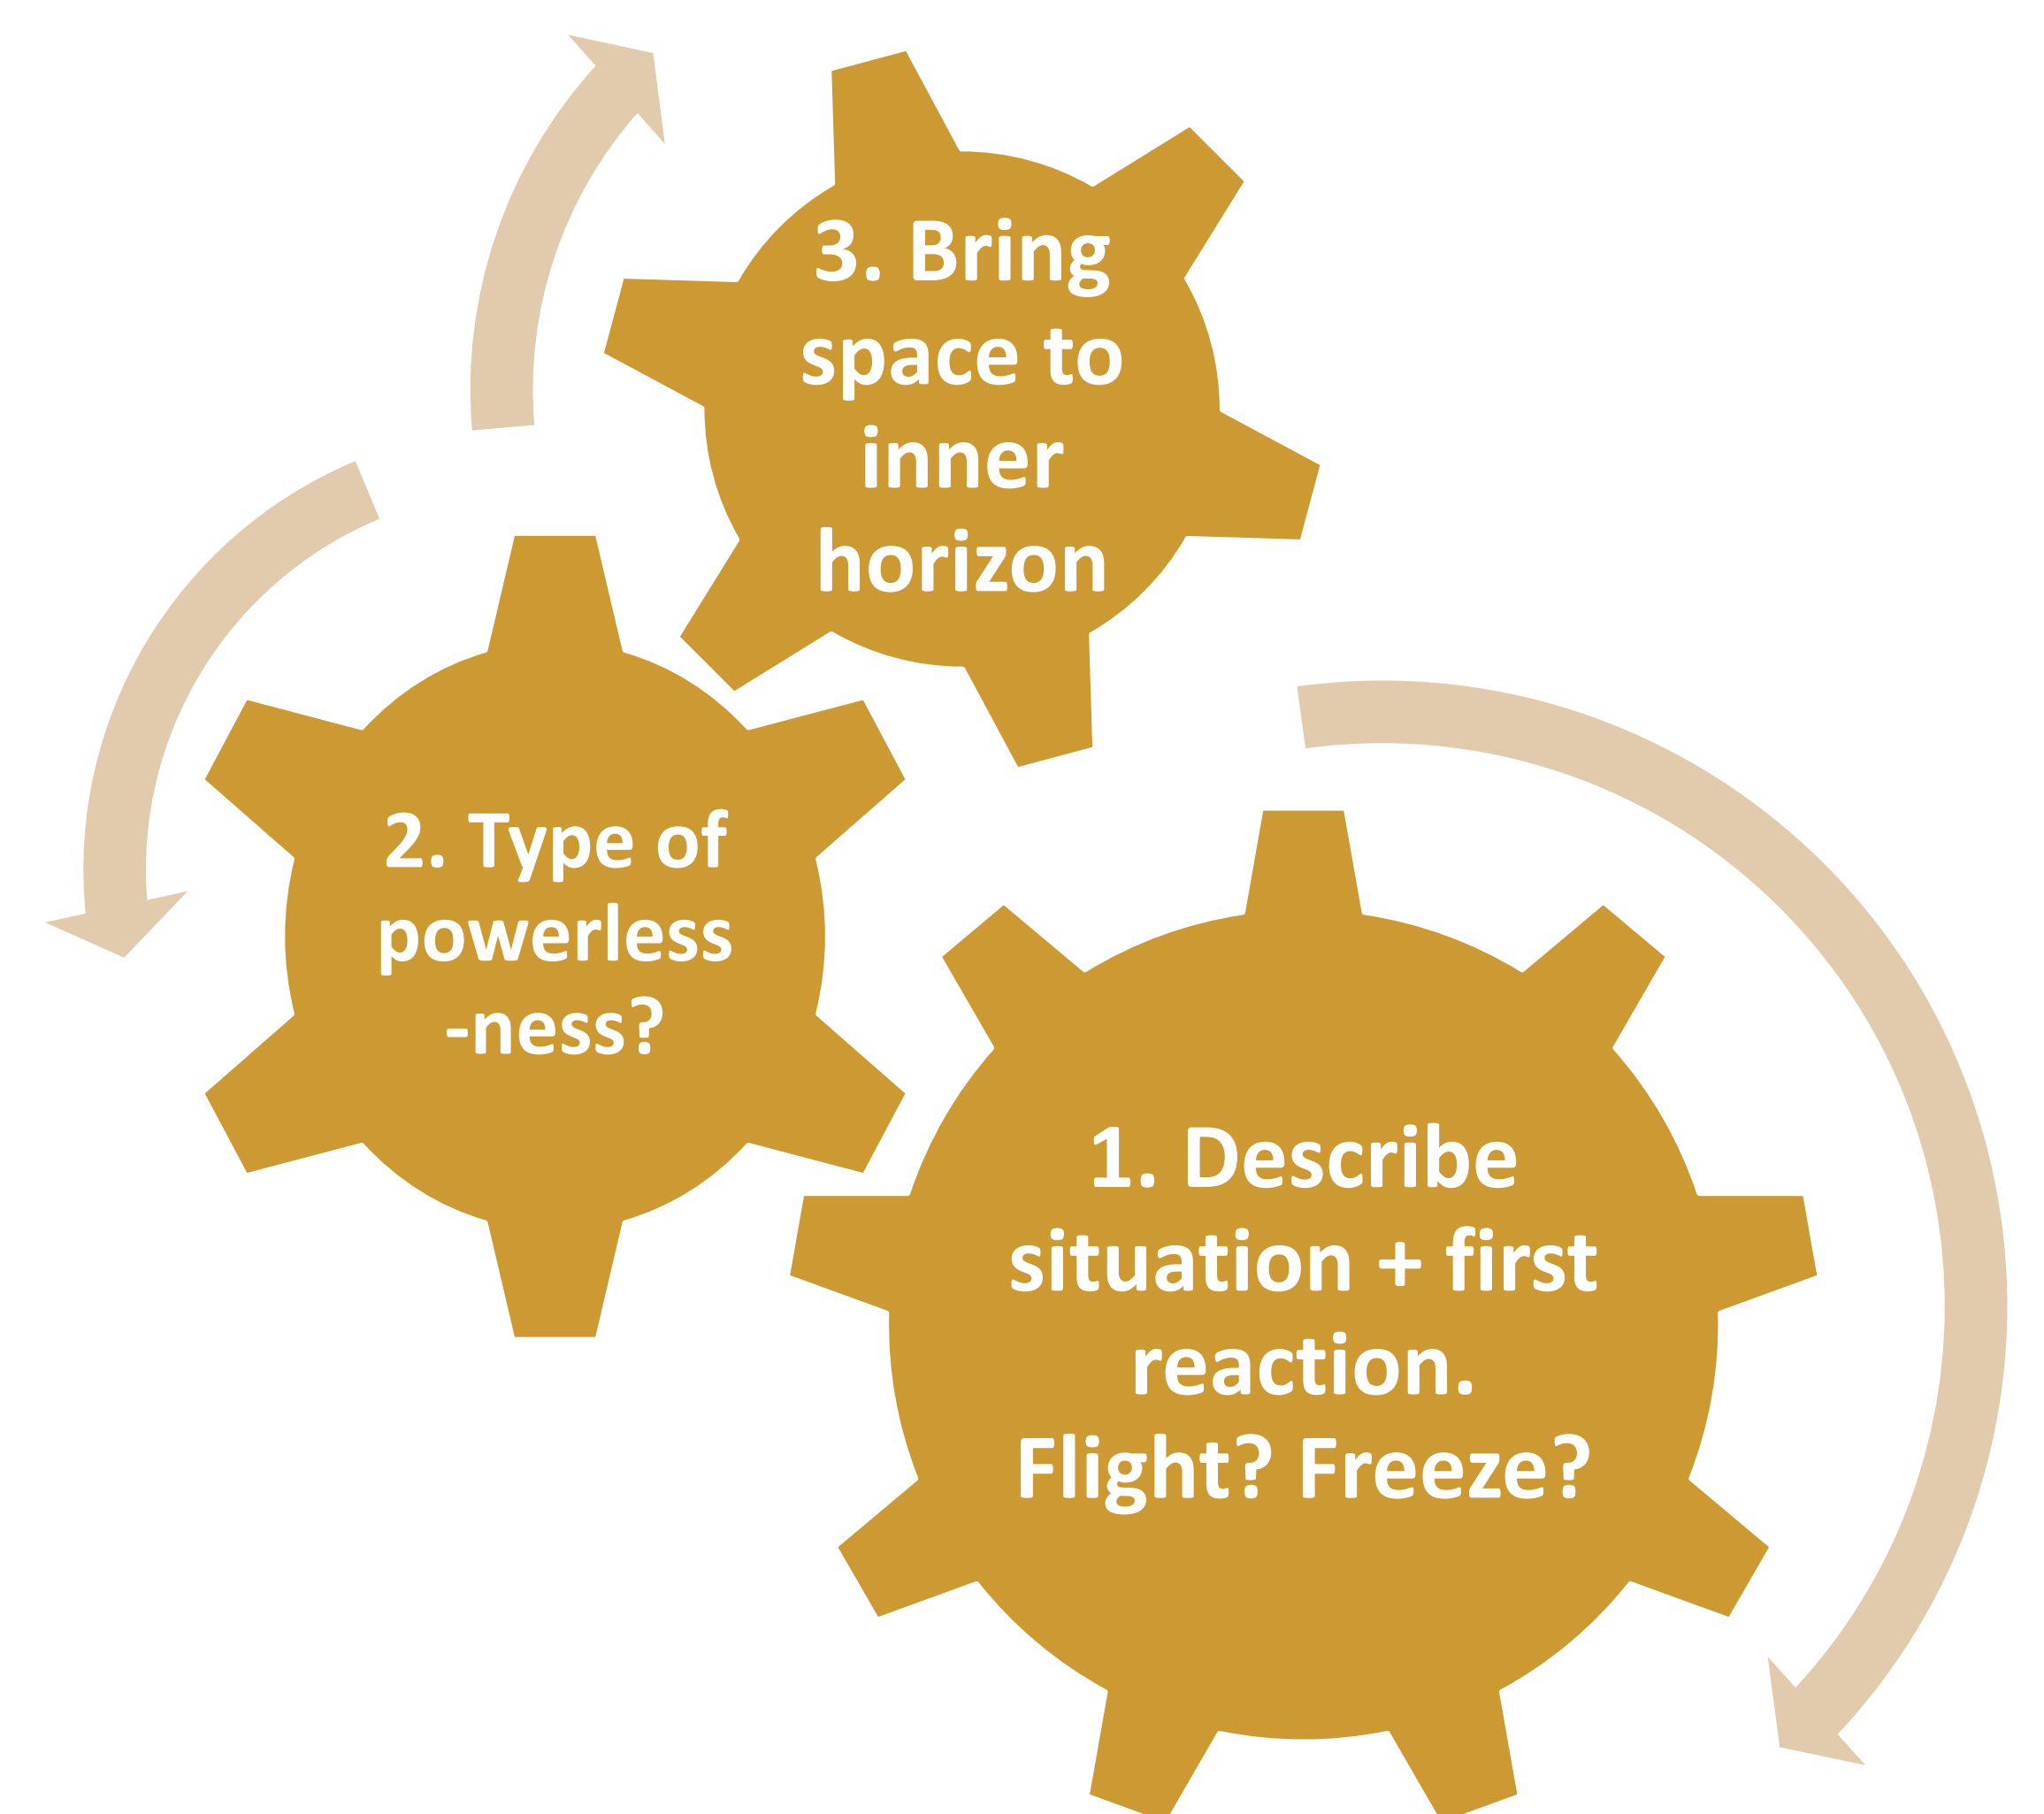 3. Bring
space to
inner
horizon
2. Type of
powerless
-ness?
1. Describe
situation + first
reaction.
Flight? Freeze?